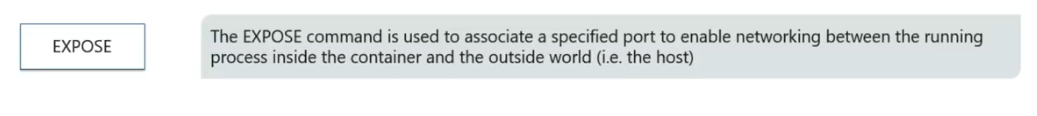 EXPOSE
The EXPOSE command is used to associate a specified port to enable networking between the running
process inside the container and the outside world (i.e. the host)